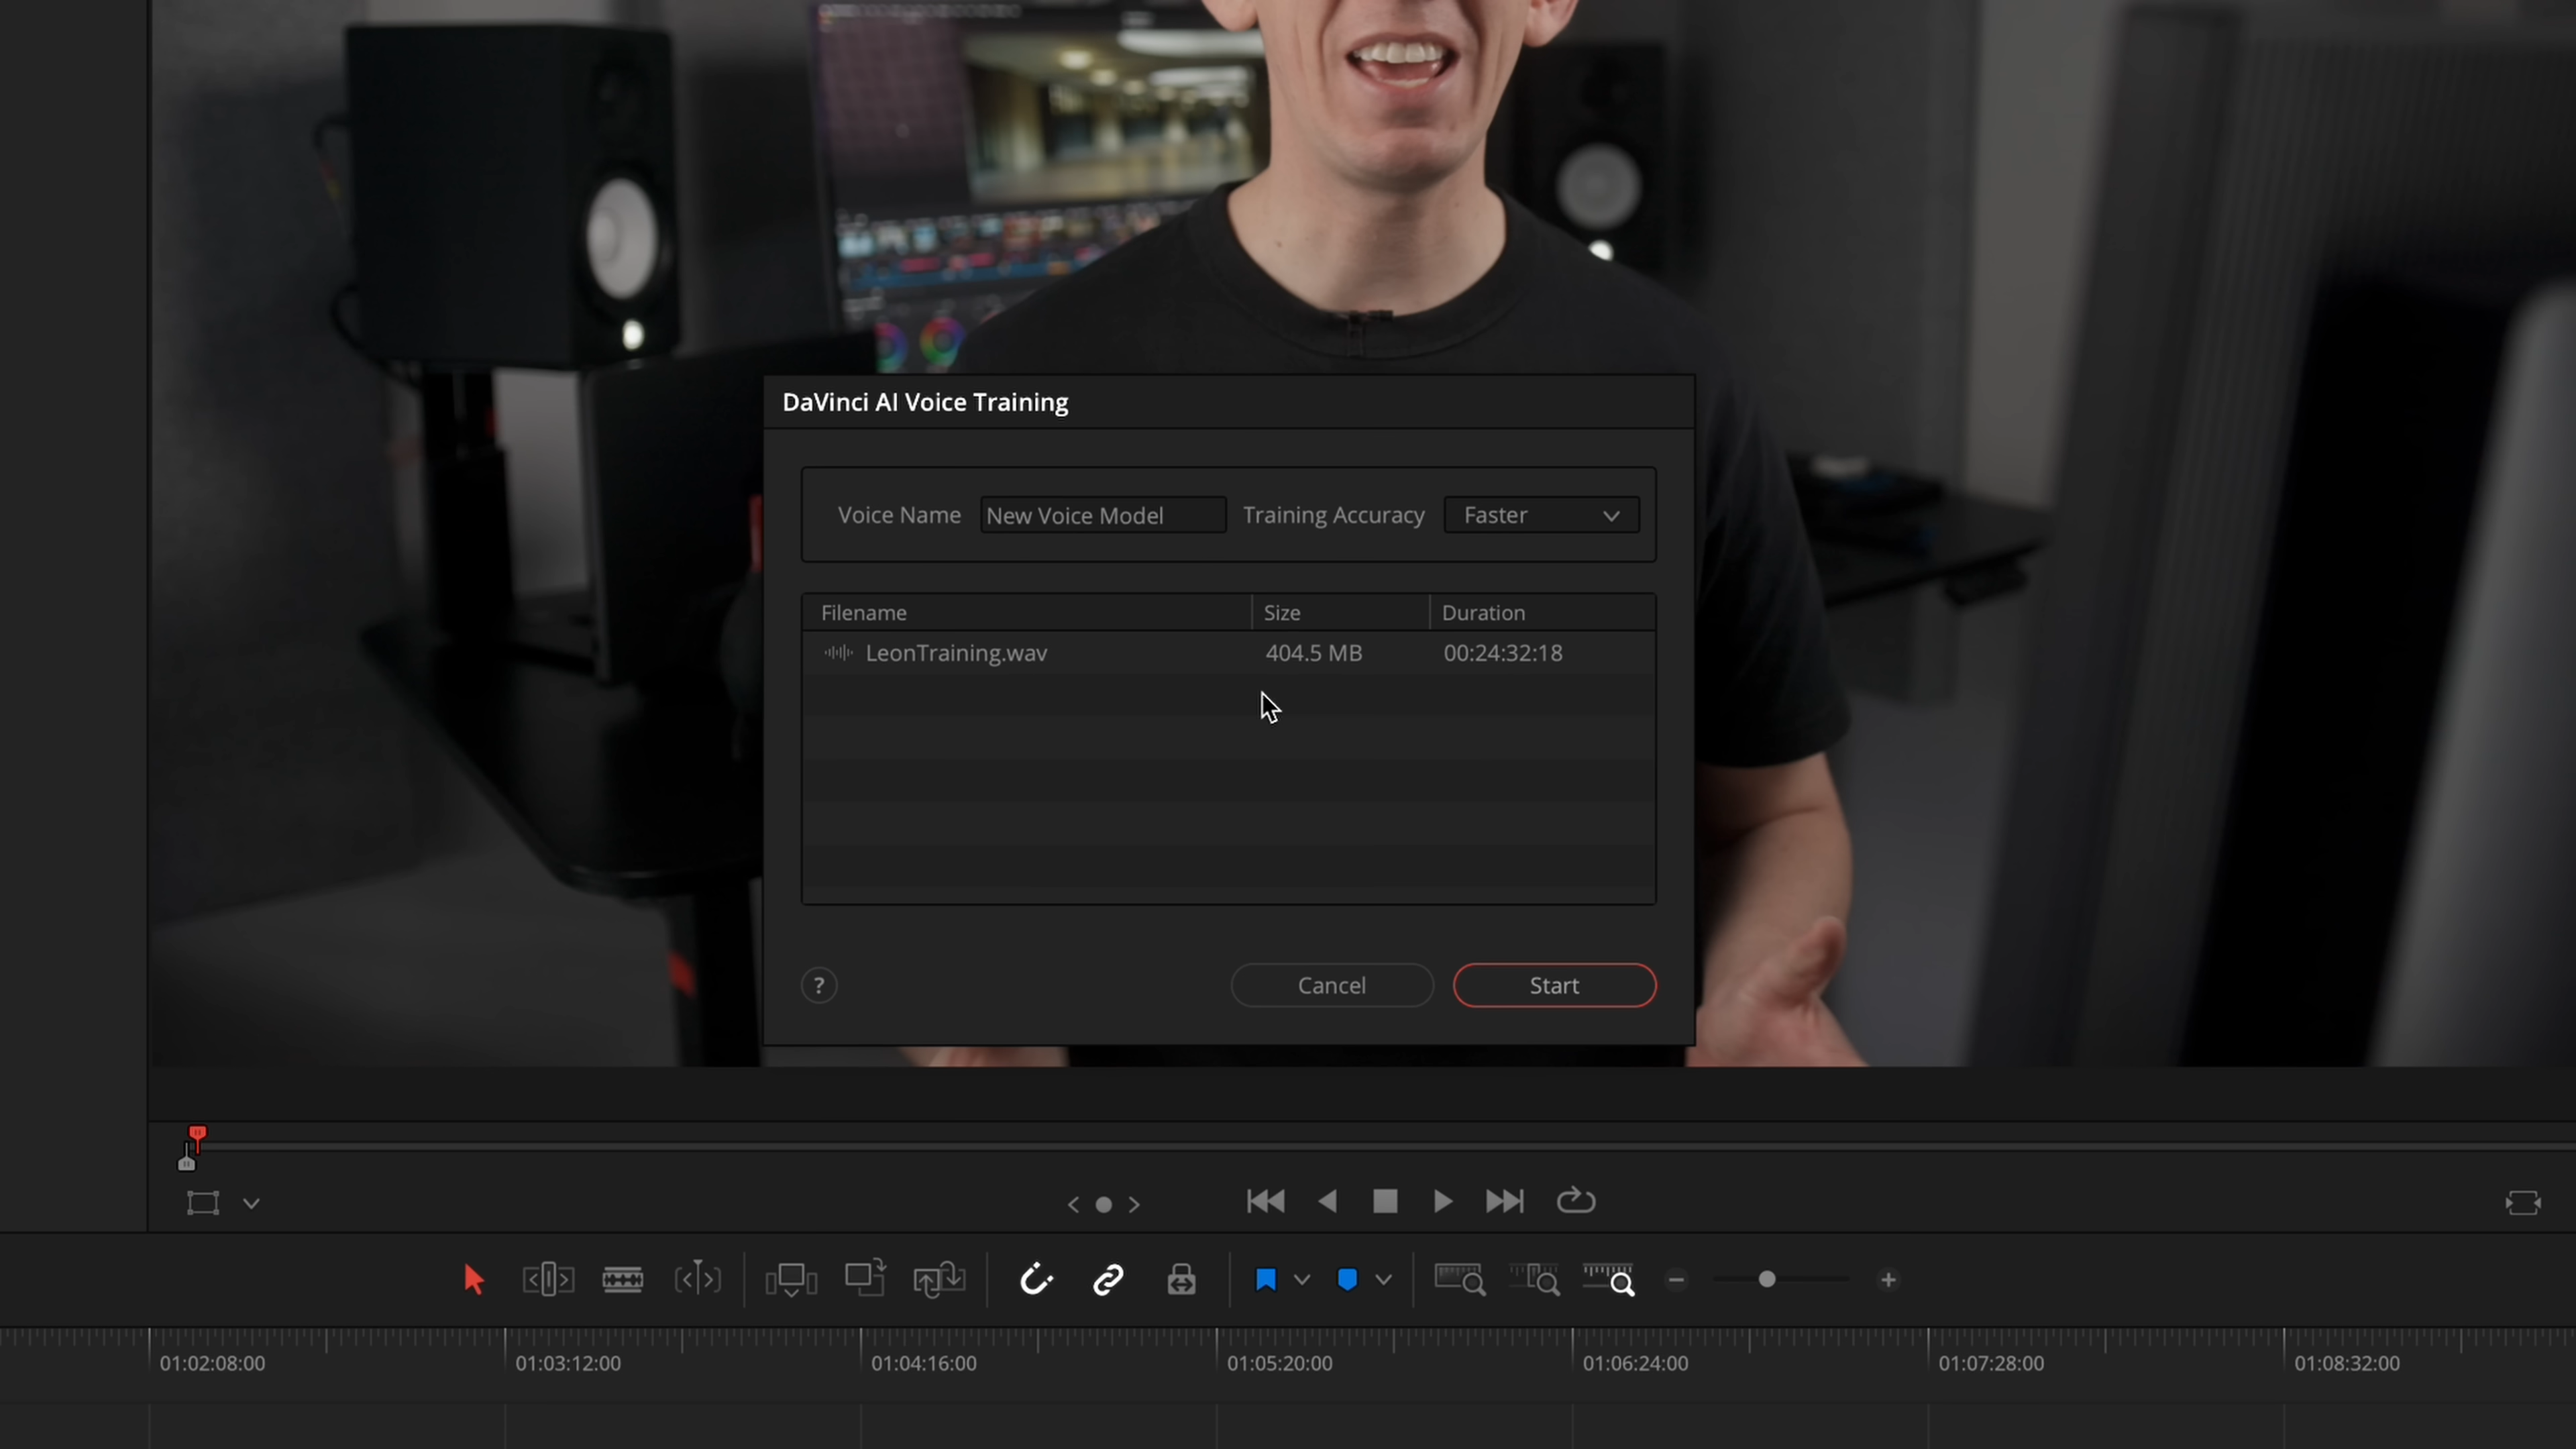 DaVinci AI Voice Training
Voice Name New Voice Model Training Accuracy Faster
Filename Size Duration
LeonTraining.wav 404.5 MB 00:24:32:18
? Cancel Start
01:02:08:00 01:03:12:00 01:04:16:00 01:05:20:00 01:06:24:00 01:07:28:00 01:08:32:00